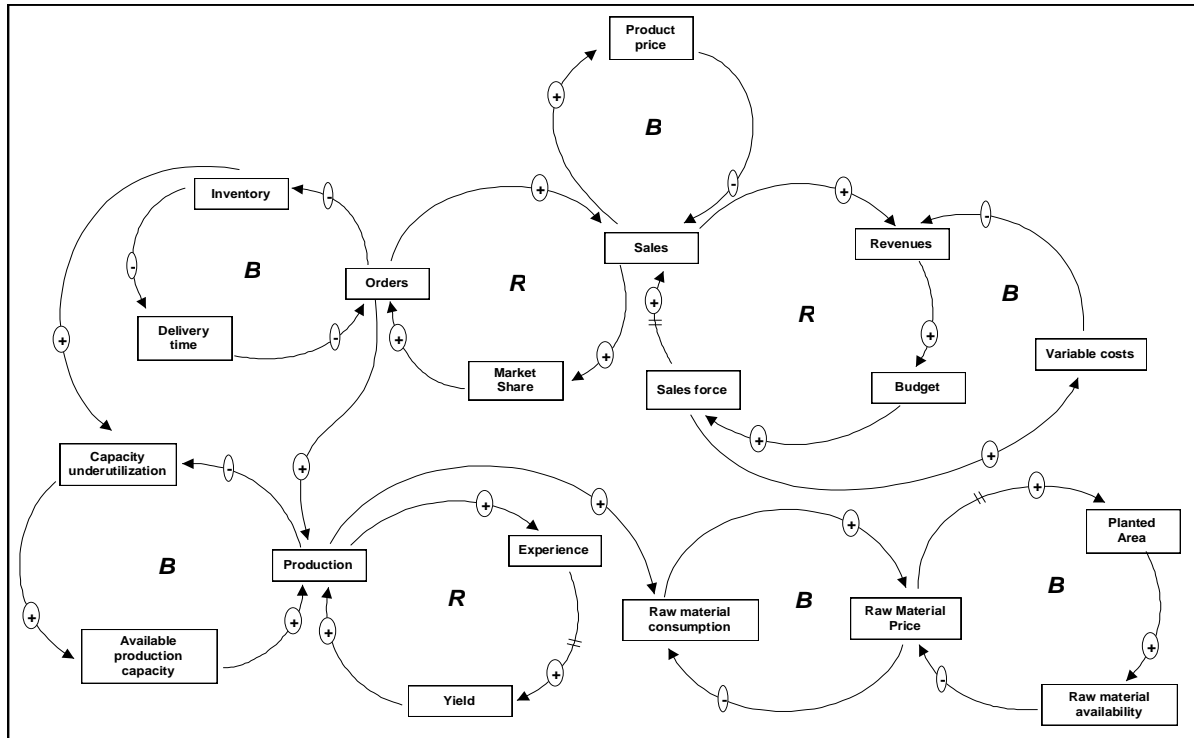 Product
price
+
B
-
+
+
-
Inventory
-
-
B
Orders
R
Sales
Revenues
B
R
+
Delivery
time
-
+
+
+
+
Market
Share
Sales force
Budget
Variable costs
+
+
Capacity
underutilization
-
+
+
+
+
+
Planted
Area
Production
Experience
B
R
Raw material
consumption
B
Raw Material
Price
B
+
+
+
+
+
Available
production
capacity
-
-
Yield
Raw material
availability